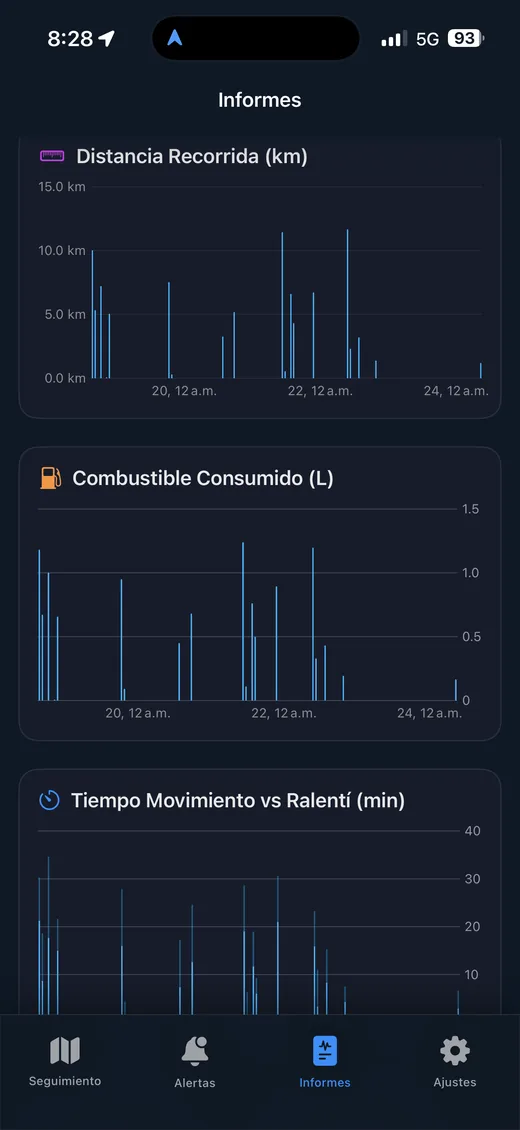 8:28 5G 93
Informes
Distancia Recorrida (km)
15.0 km
10.0 km
5.0 km
0.0 km
20, 12 a.m. 22, 12 a.m. 24, 12 a.m.
Combustible Consumido (L)
1.5
1.0
0.5
0
20, 12 a.m. 22, 12 a.m. 24, 12 a.m.
Tiempo Movimiento vs Ralentí (min)
40
30
20
10
Seguimiento Alertas Informes Ajustes